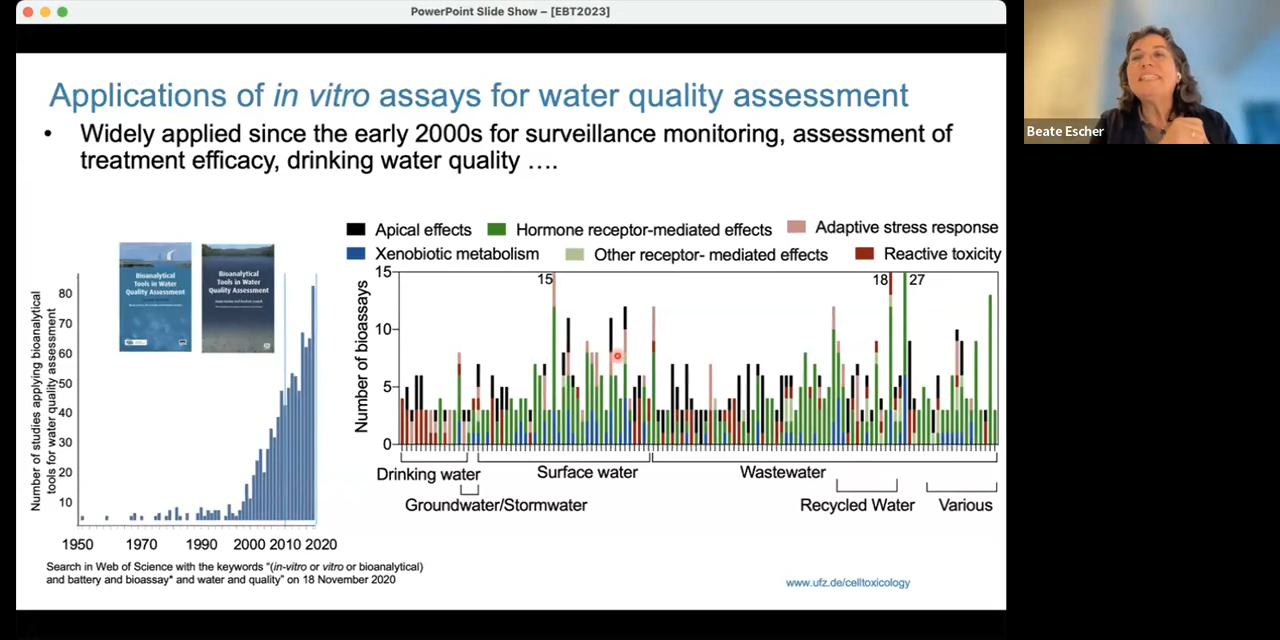 PowerPoint Slide Show – [EBT2023]
Applications of in vitro assays for water quality assessment
• Widely applied since the early 2000s for surveillance monitoring, assessment of
treatment efficacy, drinking water quality ….
Beate Escher
Number of studies applying bioanalytical
tools for water quality assessment
80
70
60
50
40
30
20
10
1950 1970 1990 2000 2010 2020
Bioanalytical
Tools in Water
Quality Assessment
Bioanalytical
Tools in Water
Quality Assessment
Search in Web of Science with the keywords "(in-vitro or vitro or bioanalytical)
and battery and bioassay* and water and quality" on 18 November 2020
Apical effects Hormone receptor-mediated effects Adaptive stress response
Xenobiotic metabolism Other receptor- mediated effects Reactive toxicity
Number of bioassays
15
10
5
0
15 18 27
Drinking water Surface water Wastewater
Groundwater/Stormwater Recycled Water Various
www.ufz.de/celltoxicology